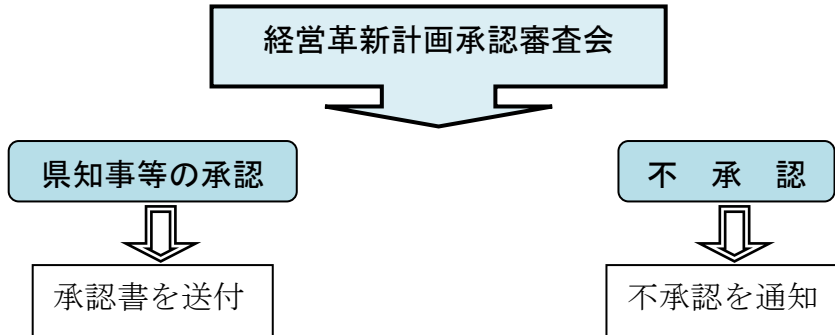 経営革新計画承認審査会
県知事等の承認
不　承　認
承認書を送付
不承認を通知